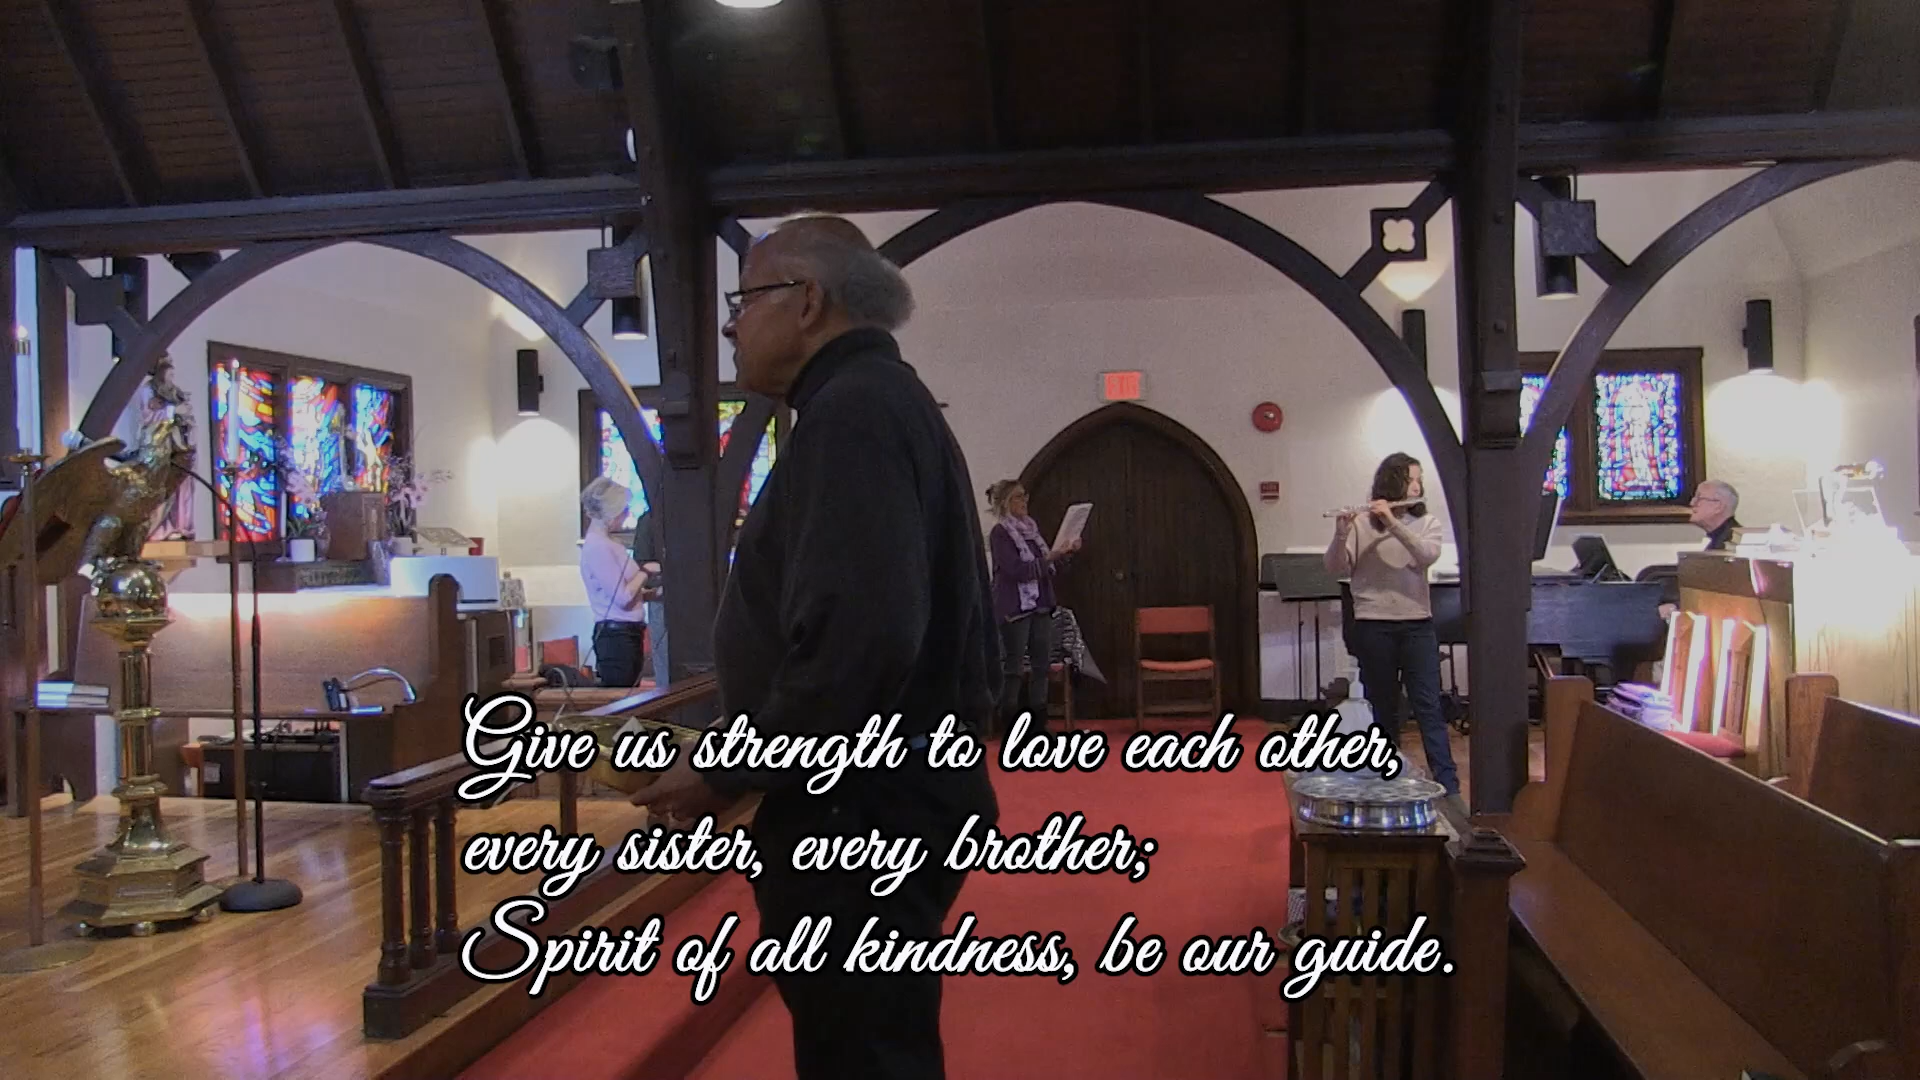 EXIT
Give us strength to love each other,
every sister, every brother;
Spirit of all kindness, be our guide.